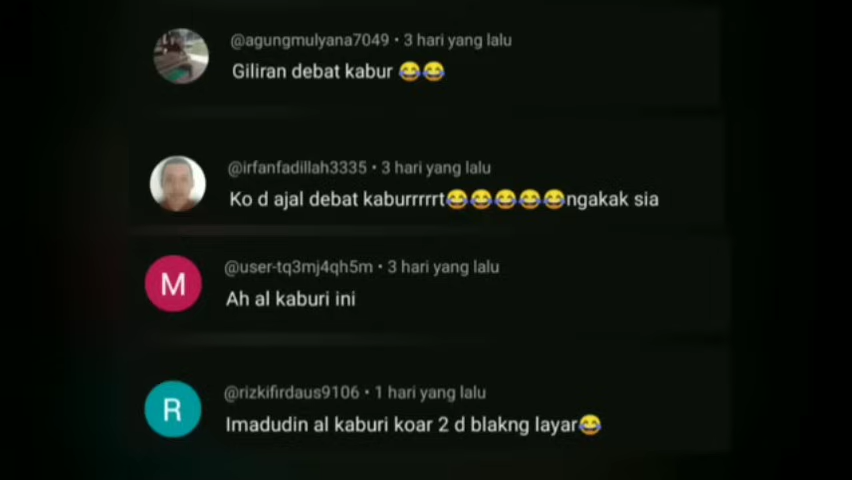 @agungmulyana7049 • 3 hari yang lalu
Giliran debat kabur 😂😂
@irfanfadillah3335 • 3 hari yang lalu
Ko d ajal debat kaburrrrrt😂😂😂😂😂ngakak sia
M
@user-tq3mj4qh5m • 3 hari yang lalu
Ah al kaburi ini
R
@rizkifirdaus9106 • 1 hari yang lalu
Imadudin al kaburi koar 2 d blakng layar😂